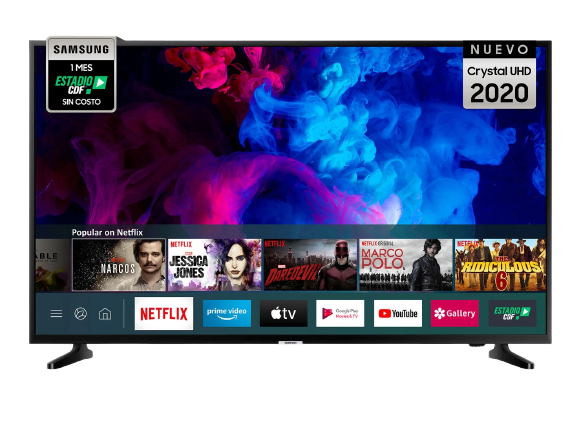 SAMSUNG
1 MES
ESTADIO
CDF
SIN COSTO
NUEVO
Crystal UHD
2020
Popular on Netflix
ABLE
NARCOS
NETFLIX
JESSICA
JONES
NETFLIX
DAREDEVIL
NETFLIX ORIGINAL
MARCO
POLO
NETFLIX
THE
RIDICULOUS
6
NETFLIX
prime video
tv
Google Play
Movies & TV
YouTube
Gallery
ESTADIO
CDF
SAMSUNG